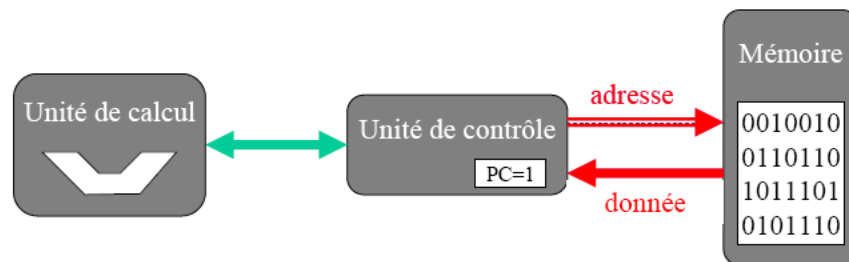 Unité de calcul
Unité de contrôle
PC=1
adresse
donnée
Mémoire
0010010
0110110
1011101
0101110